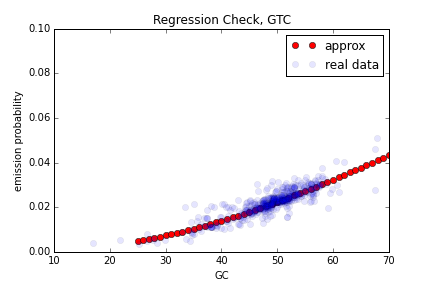 Regression Check, GTC
0.10
0.08
0.06
0.04
0.02
0.00
emission probability
approx
real data
10 20 30 40 50 60 70
GC